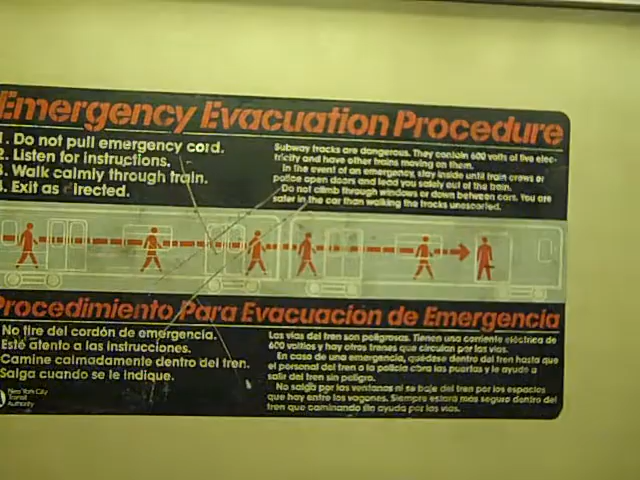 Emergency Evacuation Procedure
1. Do not pull emergency cord.
2. Listen for instructions.
3. Walk calmly through train.
4. Exit as directed.
Subway tracks are dangerous. They contain 600 volts of live elec-
tricity and have other trains moving on them.
In the event of an emergency, stay inside until train crews or
police open doors and lead you safely out of the train.
Do not climb through windows or down between cars. You are
safer in the car than walking the tracks unescorted.
Procedimiento Para Evacuación de Emergencia
No tire del cordón de emergencia.
Esté atento a las instrucciones.
Camine calmadamente dentro del tren.
Salga cuando se le indique.
Las vías del tren son peligrosas. Tienen una corriente eléctrica de
600 voltios y hay otros trenes que circulan por las vías.
En caso de una emergencia, quédese dentro del tren hasta que
el personal del tren o la policía abra las puertas y le ayude a
salir del tren sin peligro.
No salga por las ventanas ni se baje del tren por los espacios
que hay entre los vagones. Siempre estará más seguro dentro del
tren que caminando sin ayuda por las vías.
New York City
Transit
Authority